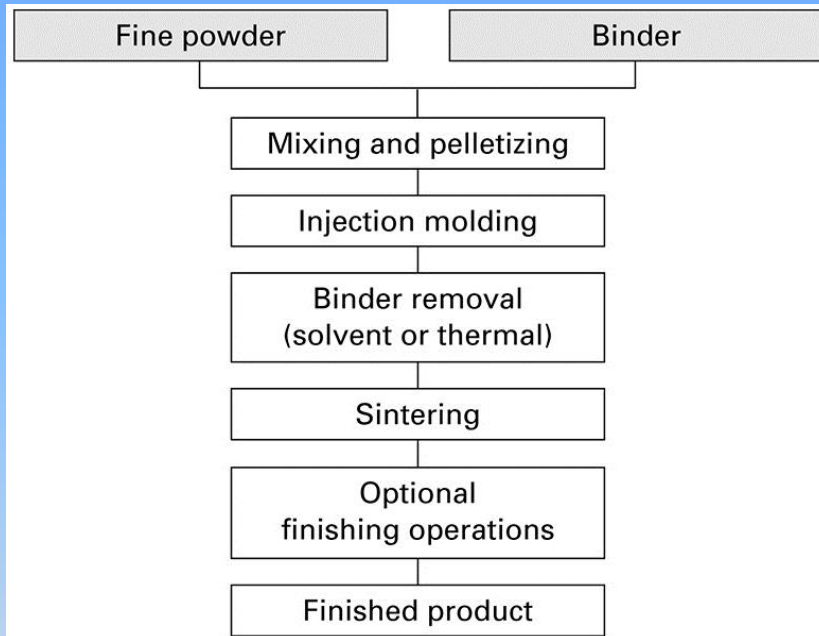 Fine powder
Binder
Mixing and pelletizing
Injection molding
Binder removal
(solvent or thermal)
Sintering
Optional
finishing operations
Finished product